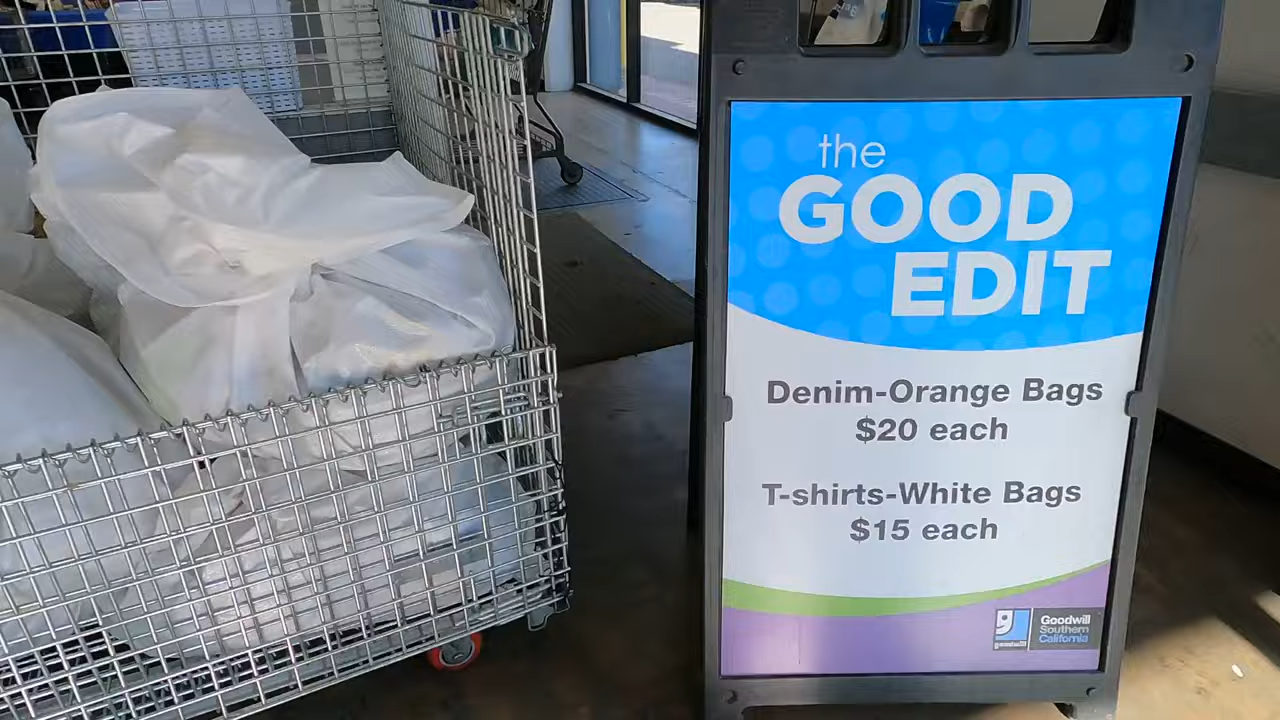 the
GOOD
EDIT
Denim-Orange Bags
$20 each
T-shirts-White Bags
$15 each
g
goodwill
Goodwill
Southern
California